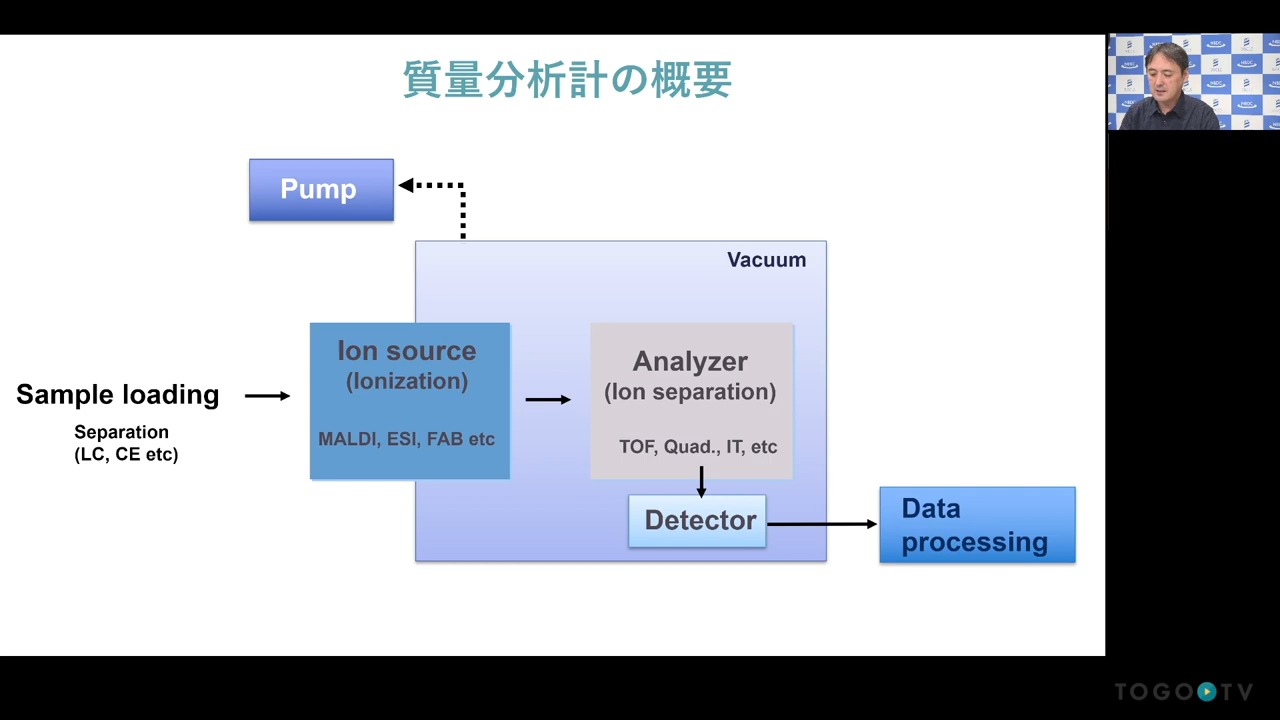 質量分析計の概要
Pump
Vacuum
Ion source
(Ionization)
MALDI, ESI, FAB etc
Analyzer
(Ion separation)
TOF, Quad., IT, etc
Sample loading
Separation
(LC, CE etc)
Detector
Data
processing
NBDC
TOGO TV